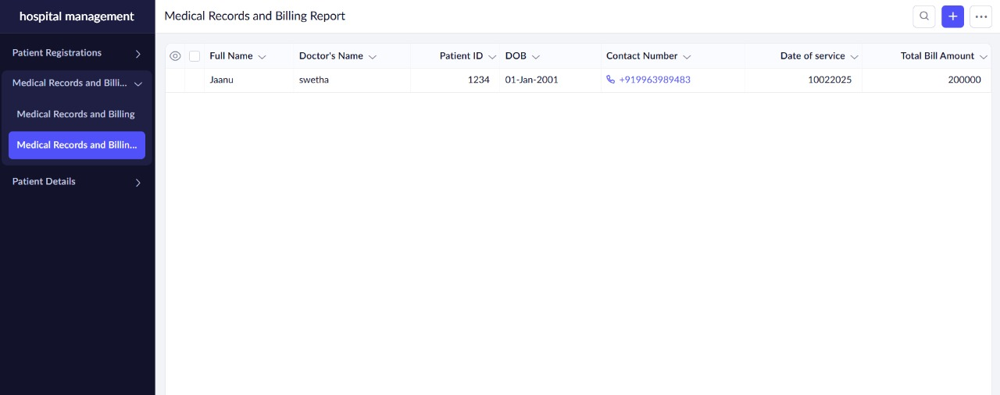 hospital management
Medical Records and Billing Report
Patient Registrations
Medical Records and Billi...
Medical Records and Billing
Medical Records and Billin...
Patient Details
Full Name Doctor's Name Patient ID DOB Contact Number Date of service Total Bill Amount
Jaanu swetha 1234 01-Jan-2001 +919963989483 10022025 200000